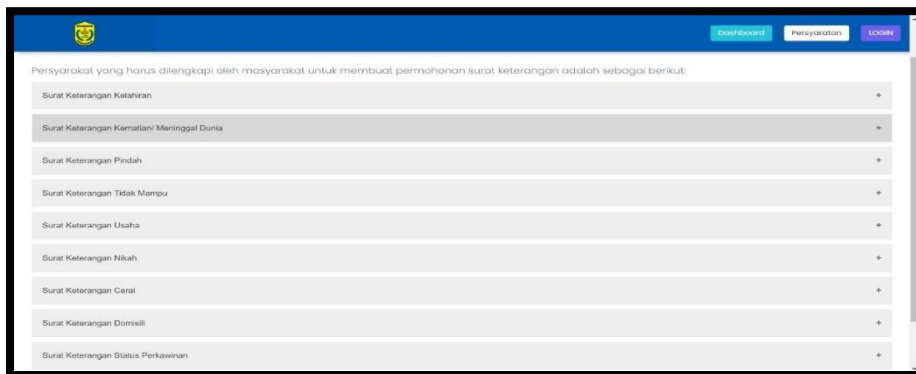 Dashboard Persyaratan LOGIN
Persyarakat yang harus dilengkapi oleh masyarakat untuk membuat permohonan surat keterangan adalah sebagai berikut:
Surat Keterangan Kelahiran +
Surat Keterangan Kematian/ Meninggal Dunia +
Surat Keterangan Pindah +
Surat Keterangan Tidak Mampu +
Surat Keterangan Usaha +
Surat Keterangan Nikah +
Surat Keterangan Cerai +
Surat Keterangan Domisili +
Surat Keterangan Status Perkawinan +